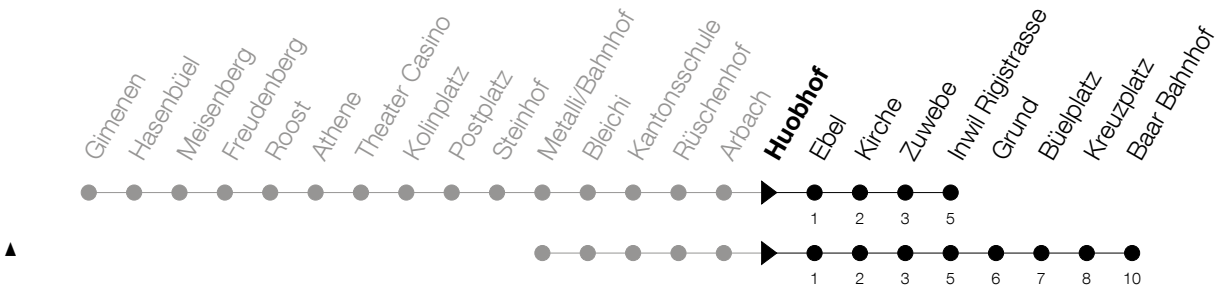 Gimenen
Hasenbüel
Meisenberg
Freudenberg
Roost
Athene
Theater Casino
Kolinplatz
Postplatz
Steinhof
Metalli/Bahnhof
Bleichi
Kantonsschule
Rüschenhof
Arbach
Huobhof
Ebel
Kirche
Zuwebe
Inwil Rigistrasse
Grund
Büelplatz
Kreuzplatz
Baar Bahnhof
1 2 3 5
1 2 3 5 6 7 8 10